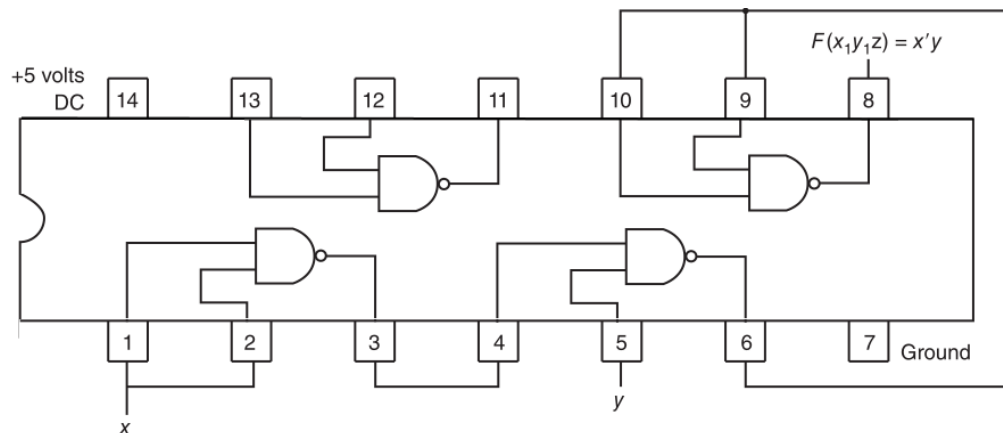 F(x₁y₁z) = x′y
+5 volts
DC
14 13 12 11 10 9 8
1 2 3 4 5 6 7
Ground
x y